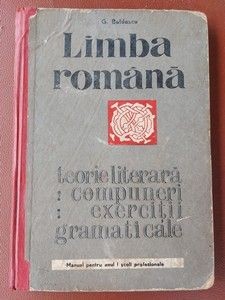 G. Beldescu
Limba
română
teorie literară
: compuneri
: exerciții
gramaticale
Manual pentru anul I școli profesionale